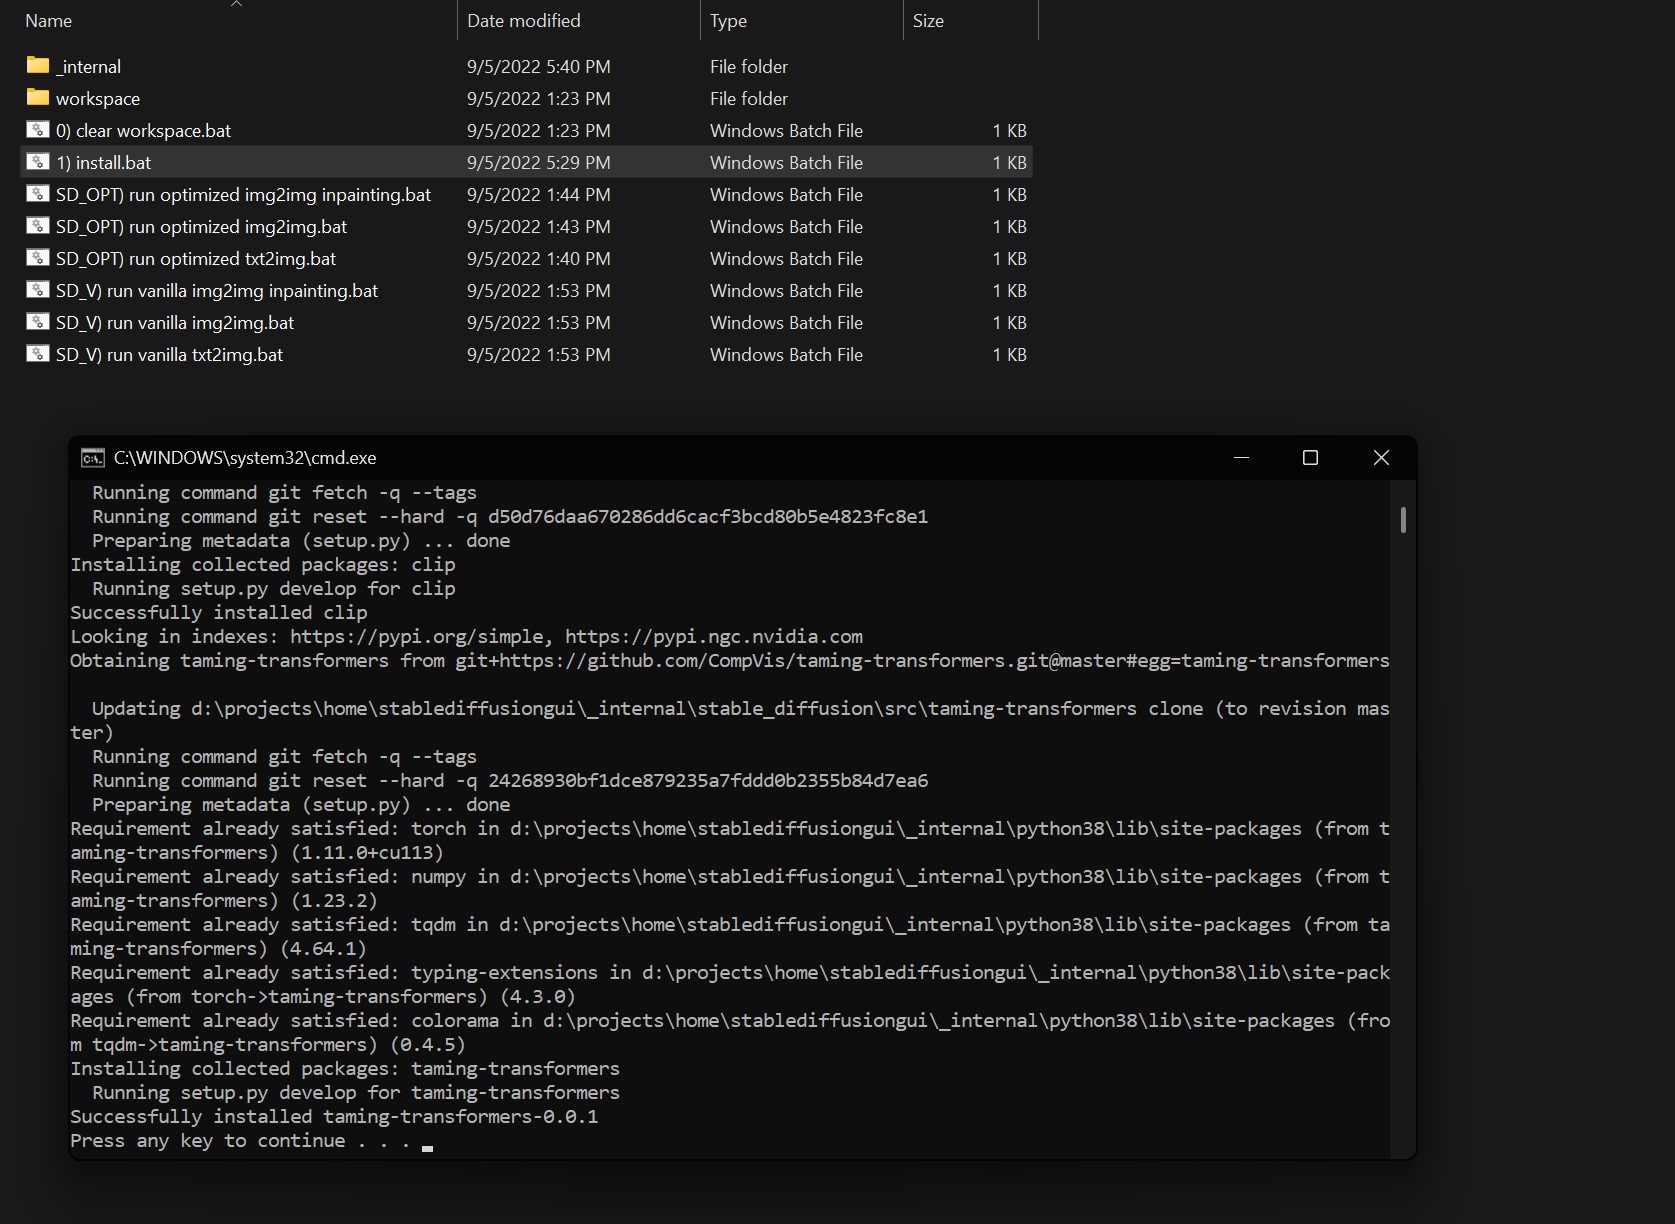 Name Date modified Type Size
_internal 9/5/2022 5:40 PM File folder
workspace 9/5/2022 1:23 PM File folder
0) clear workspace.bat 9/5/2022 1:23 PM Windows Batch File 1 KB
1) install.bat 9/5/2022 5:29 PM Windows Batch File 1 KB
SD_OPT) run optimized img2img inpainting.bat 9/5/2022 1:44 PM Windows Batch File 1 KB
SD_OPT) run optimized img2img.bat 9/5/2022 1:43 PM Windows Batch File 1 KB
SD_OPT) run optimized txt2img.bat 9/5/2022 1:40 PM Windows Batch File 1 KB
SD_V) run vanilla img2img inpainting.bat 9/5/2022 1:53 PM Windows Batch File 1 KB
SD_V) run vanilla img2img.bat 9/5/2022 1:53 PM Windows Batch File 1 KB
SD_V) run vanilla txt2img.bat 9/5/2022 1:53 PM Windows Batch File 1 KB
C:\WINDOWS\system32\cmd.exe
Running command git fetch -q --tags
Running command git reset --hard -q d50d76daa670286dd6cacf3bcd80b5e4823fc8e1
Preparing metadata (setup.py) ... done
Installing collected packages: clip
Running setup.py develop for clip
Successfully installed clip
Looking in indexes: https://pypi.org/simple, https://pypi.ngc.nvidia.com
Obtaining taming-transformers from git+https://github.com/CompVis/taming-transformers.git@master#egg=taming-transformers
Updating d:\projects\home\stablediffusiongui\_internal\stable_diffusion\src\taming-transformers clone (to revision mas
ter)
Running command git fetch -q --tags
Running command git reset --hard -q 24268930bf1dce879235a7fddd0b2355b84d7ea6
Preparing metadata (setup.py) ... done
Requirement already satisfied: torch in d:\projects\home\stablediffusiongui\_internal\python38\lib\site-packages (from t
aming-transformers) (1.11.0+cu113)
Requirement already satisfied: numpy in d:\projects\home\stablediffusiongui\_internal\python38\lib\site-packages (from t
aming-transformers) (1.23.2)
Requirement already satisfied: tqdm in d:\projects\home\stablediffusiongui\_internal\python38\lib\site-packages (from ta
ming-transformers) (4.64.1)
Requirement already satisfied: typing-extensions in d:\projects\home\stablediffusiongui\_internal\python38\lib\site-pack
ages (from torch->taming-transformers) (4.3.0)
Requirement already satisfied: colorama in d:\projects\home\stablediffusiongui\_internal\python38\lib\site-packages (fro
m tqdm->taming-transformers) (0.4.5)
Installing collected packages: taming-transformers
Running setup.py develop for taming-transformers
Successfully installed taming-transformers-0.0.1
Press any key to continue . . .